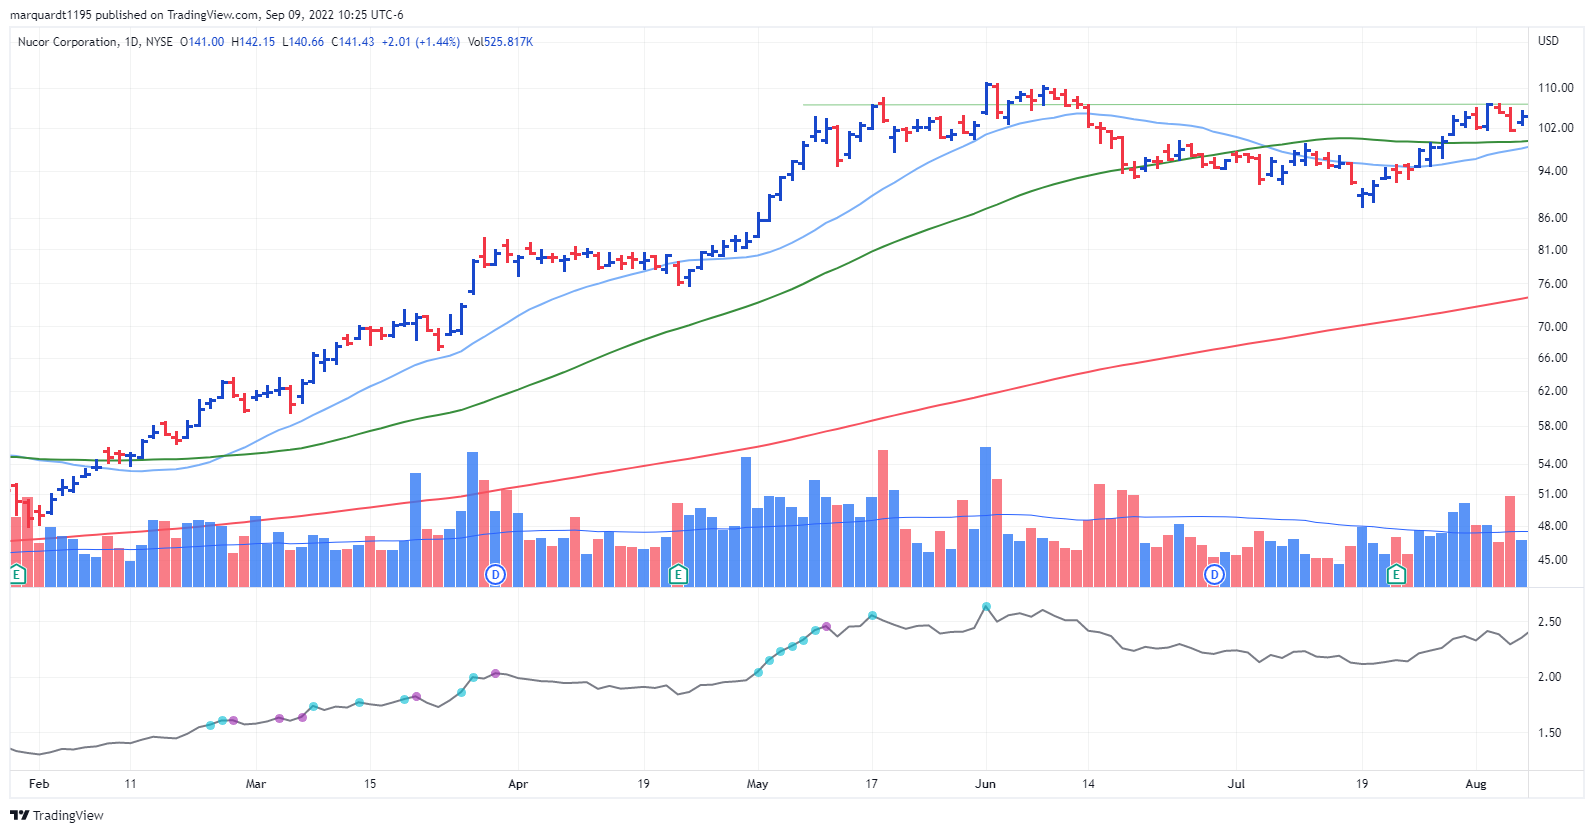 marquardt1195 published on TradingView.com, Sep 09, 2022 10:25 UTC-6
Nucor Corporation, 1D, NYSE O141.00 H142.15 L140.66 C141.43 +2.01 (+1.44%) Vol525.817K
USD
110.00
102.00
94.00
86.00
81.00
76.00
70.00
66.00
62.00
58.00
54.00
51.00
48.00
45.00
E D E D E
2.50
2.00
1.50
Feb 11 Mar 15 Apr 19 May 17 Jun 14 Jul 19 Aug
TradingView